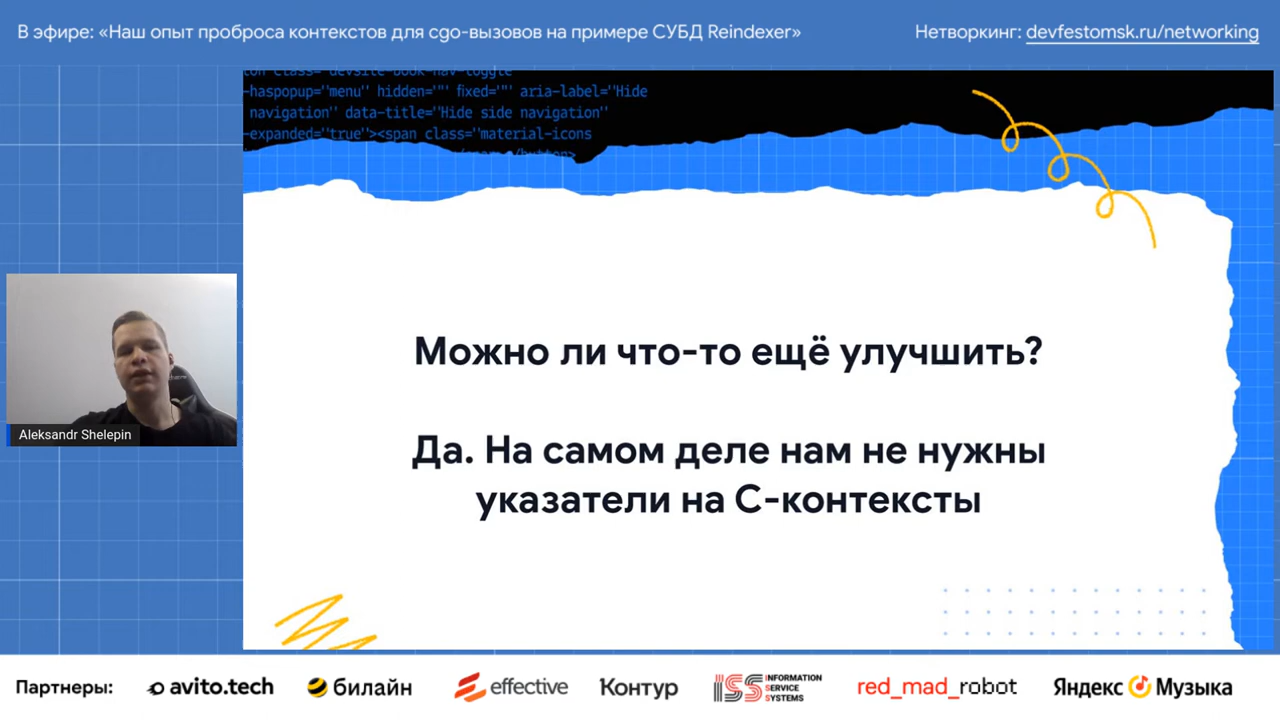 В эфире: «Наш опыт проброса контекстов для cgo-вызовов на примере СУБД Reindexer»
Нетворкинг: devfestomsk.ru/networking
-haspopup="menu" hidden="" fixed="" aria-label="Hide
navigation" data-title="Hide side navigation"
-expanded="true"><span class="material-icons
Можно ли что-то ещё улучшить?
Да. На самом деле нам не нужны
указатели на C-контексты
Aleksandr Shelepin
Партнеры: avito.tech билайн effective Контур ISS INFORMATION SERVICE SYSTEMS red_mad_robot Яндекс Музыка